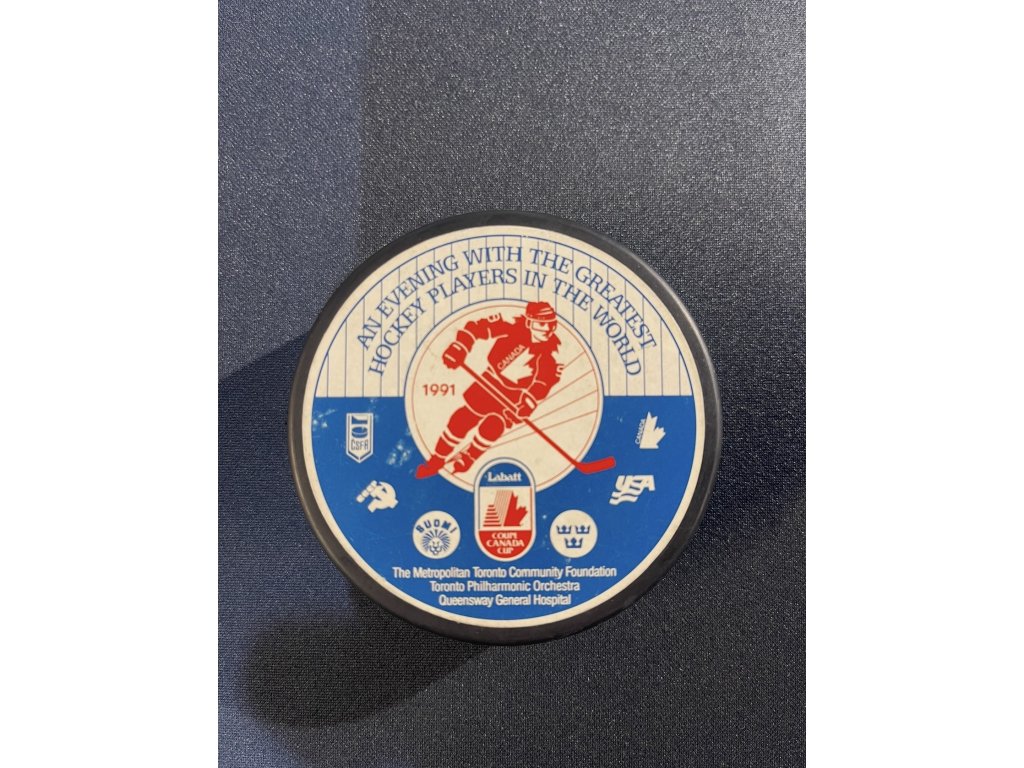 AN EVENING WITH THE GREATEST
HOCKEY PLAYERS IN THE WORLD
CANADA
1991
CSFR
CANADA
USA
Labatt
SUOMI
COUPE
CANADA
CUP
The Metropolitan Toronto Community Foundation
Toronto Philharmonic Orchestra
Queensway General Hospital